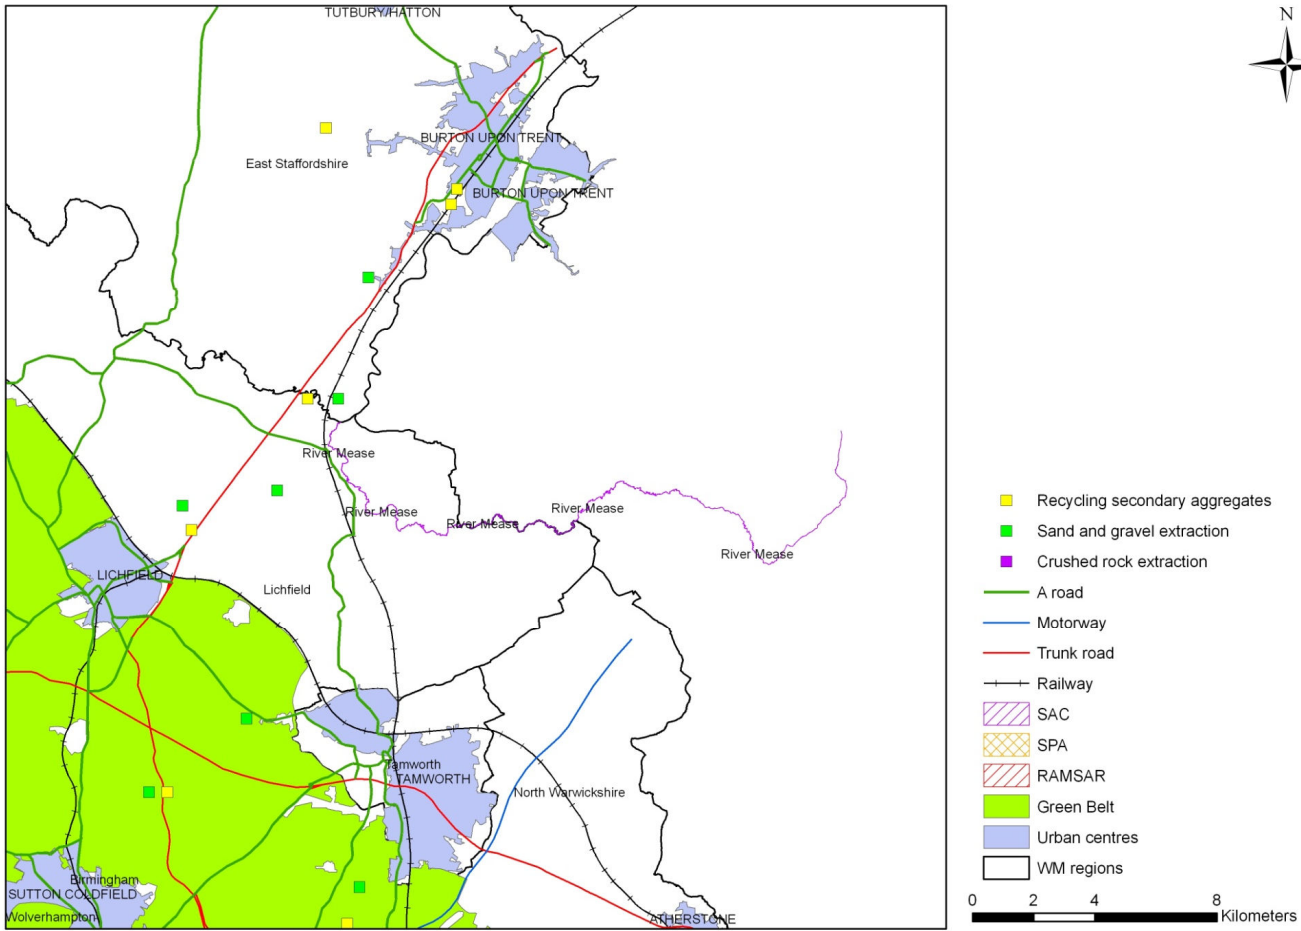 TUTBURY/HATTON
N
BURTON UPON TRENT
East Staffordshire
BURTON UPON TRENT
River Mease
River Mease
River Mease
River Mease
River Mease
LICHFIELD
Lichfield
Tamworth
TAMWORTH
North Warwickshire
Birmingham
SUTTON COLDFIELD
Wolverhampton
ATHERSTONE
Recycling secondary aggregates
Sand and gravel extraction
Crushed rock extraction
A road
Motorway
Trunk road
Railway
SAC
SPA
RAMSAR
Green Belt
Urban centres
WM regions
0 2 4 8
Kilometers